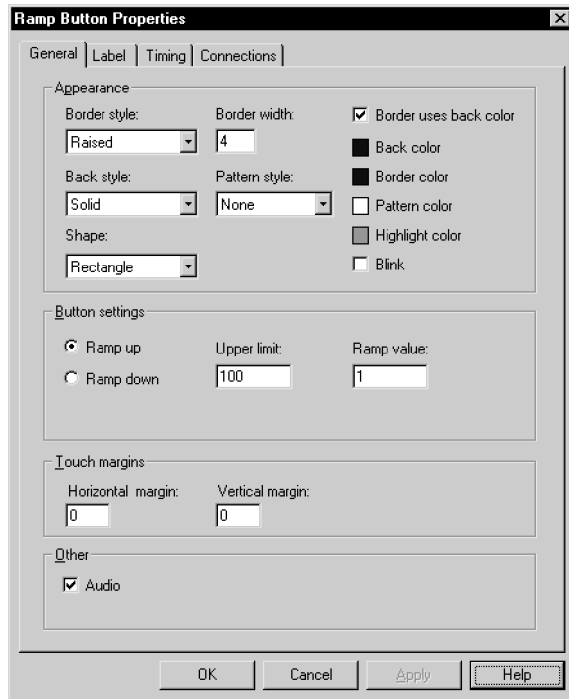 Ramp Button Properties
General Label Timing Connections
Appearance
Border style: Border width: Border uses back color
Raised 4 Back color
Back style: Pattern style: Border color
Solid None Pattern color
Shape: Highlight color
Rectangle Blink
Button settings
Ramp up Upper limit: Ramp value:
Ramp down 100 1
Touch margins
Horizontal margin: Vertical margin:
0 0
Other
Audio
OK Cancel Apply Help